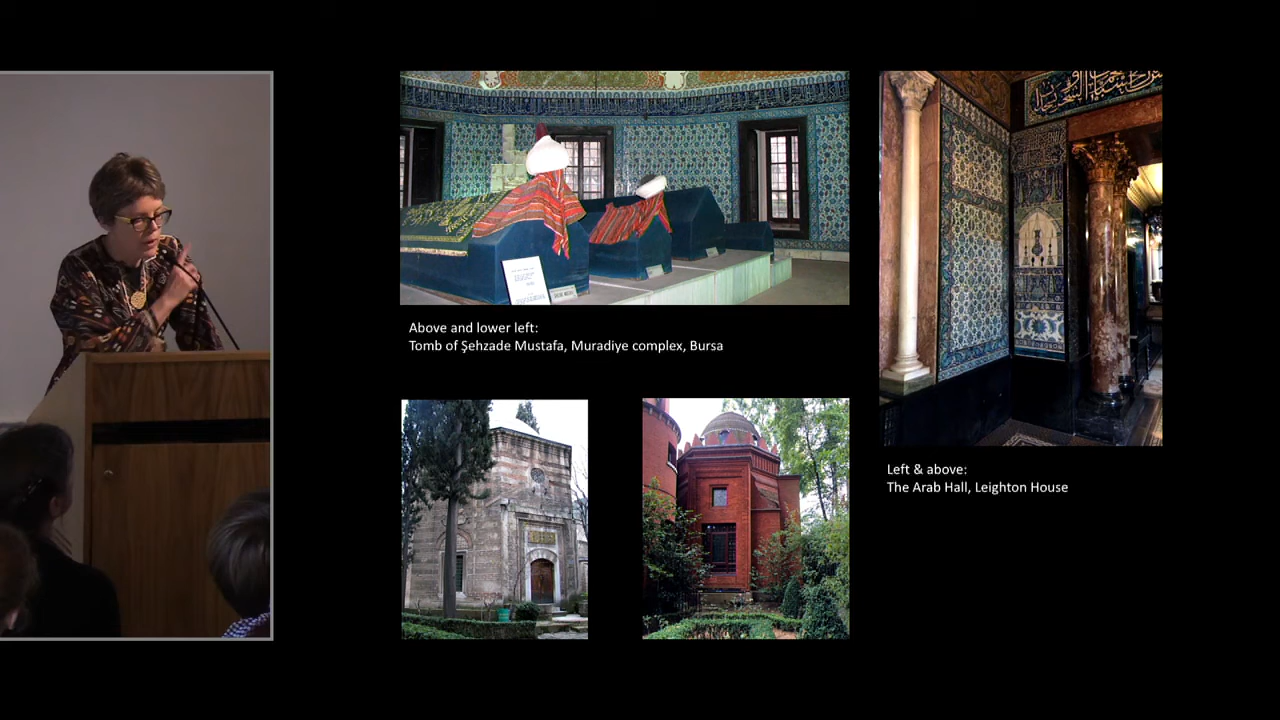 Above and lower left:
Tomb of Şehzade Mustafa, Muradiye complex, Bursa
Left & above:
The Arab Hall, Leighton House